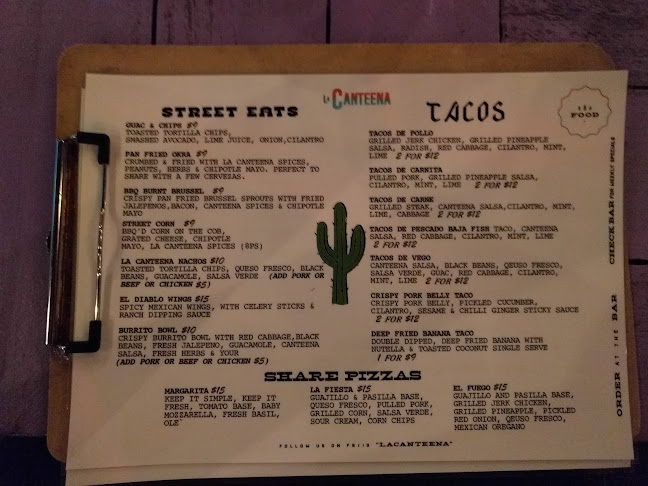 La CANTEENA
STREET EATS
GUAC & CHIPS $9
TOASTED TORTILLA CHIPS,
SMASHED AVOCADO, LIME JUICE, ONION,CILANTRO
PAN FRIED OKRA $9
CRUMBED & FRIED WITH LA CANTEENA SPICES,
PEANUTS, HERBS & CHIPOTLE MAYO. PERFECT TO
SHARE WITH A FEW CERVEZAS.
BBQ BURNT BRUSSEL $9
CRISPY PAN FRIED BRUSSEL SPROUTS WITH FRIED
JALEPENOS,BACON, CANTEENA SPICES & CHIPOTLE
MAYO
STREET CORN $9
BBQ'D CORN ON THE COB,
GRATED CHEESE, CHIPOTLE
MAYO, LA CANTEENA SPICES (8PS)
LA CANTEENA NACHOS $10
TOASTED TORTILLA CHIPS, QUESO FRESCO, BLACK
BEANS, GUACAMOLE, SALSA VERDE (ADD PORK OR
BEEF OR CHICKEN $5)
EL DIABLO WINGS $15
SPICY MEXICAN WINGS, WITH CELERY STICKS &
RANCH DIPPING SAUCE
BURRITO BOWL $10
CRISPY BURRITO BOWL WITH RED CABBAGE,BLACK
BEANS, FRESH JALEPENO, GUACAMOLE, CANTEENA
SALSA, FRESH HERBS & YOUR
(ADD PORK OR BEEF OR CHICKEN $5)
TACOS
TACOS DE POLLO
GRILLED JERK CHICKEN, GRILLED PINEAPPLE
SALSA, RADISH, RED CABBAGE, CILANTRO, MINT,
LIME 2 FOR $12
TACOS DE CARNITA
PULLED PORK, GRILLED PINEAPPLE SALSA,
CILANTRO, MINT, LIME 2 FOR $12
TACOS DE CARNE
GRILLED STEAK, CANTEENA SALSA,CILANTRO, MINT,
LIME, CABBAGE 2 FOR $12
TACOS DE PESCADO BAJA FISH TACO, CANTEENA
SALSA, RED CABBAGE, CILANTRO, MINT, LIME
2 FOR $12
TACOS DE VEGO
CANTEENA SALSA, BLACK BEANS, QEUSO FRESCO,
SALSA VERDE, GUAC, RED CABBAGE, CILANTRO,
MINT, LIME 2 FOR $12
CRISPY PORK BELLY TACO
CRISPY PORK BELLY, PICKLED CUCUMBER,
CILANTRO, SESAME & CHILLI GINGER STICKY SAUCE
2 FOR $12
DEEP FRIED BANANA TACO
DOUBLE DIPPED, DEEP FRIED BANANA WITH
NUTELLA & TOASTED COCONUT SINGLE SERVE
1 FOR $9
FOOD
CHECK BAR FOR WEEKLY SPECIALS
ORDER AT THE BAR
SHARE PIZZAS
MARGARITA $15
KEEP IT SIMPLE, KEEP IT
FRESH, TOMATO BASE, BABY
MOZZARELLA, FRESH BASIL,
OLE
LA FIESTA $15
GUAJILLO & PASILLA BASE,
QUESO FRESCO, PULLED PORK,
GRILLED CORN, SALSA VERDE,
SOUR CREAM, CORN CHIPS
EL FUEGO $15
GUAJILLO AND PASILLA BASE,
GRILLED JERK CHICKEN,
GRILLED PINEAPPLE, PICKLED
RED ONION, QEUSO FRESCO,
MEXICAN OREGANO
FOLLOW US ON "LACANTEENA"